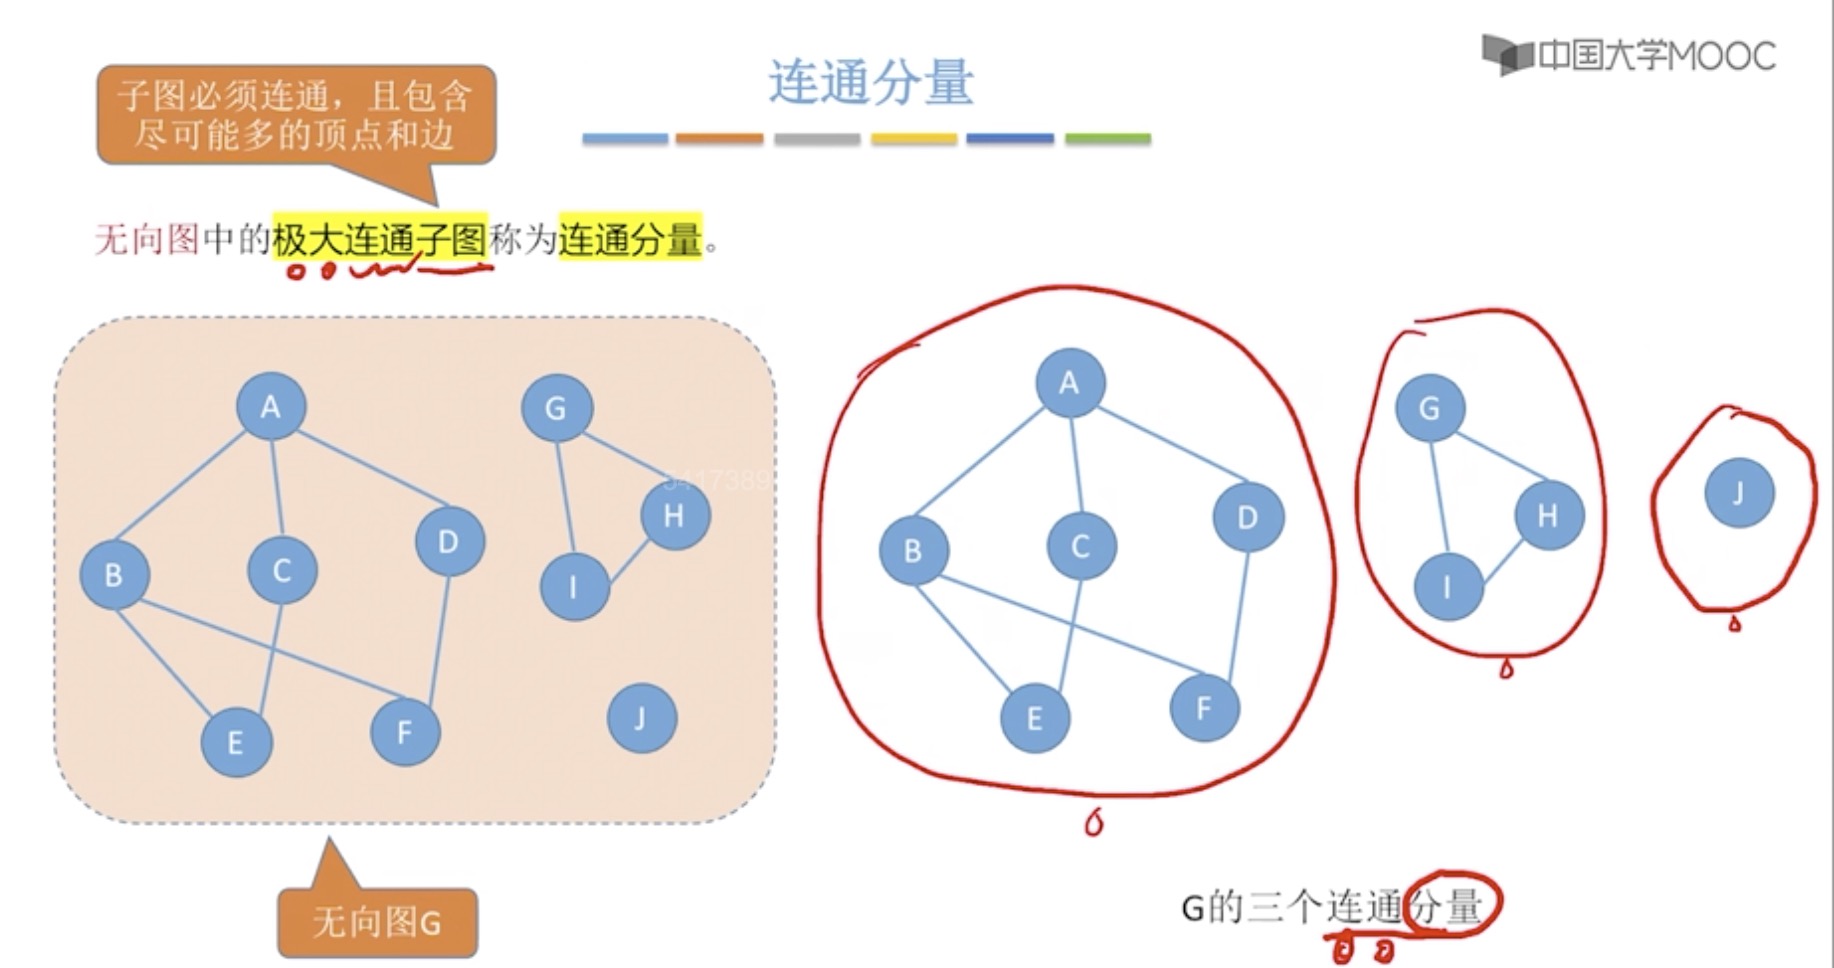 中国大学MOOC
连通分量
子图必须连通，且包含
尽可能多的顶点和边
无向图中的极大连通子图称为连通分量。
A
G
H
D
B
C
I
E
F
J
A
G
J
D
H
B
C
I
E
F
无向图G
G的三个连通分量